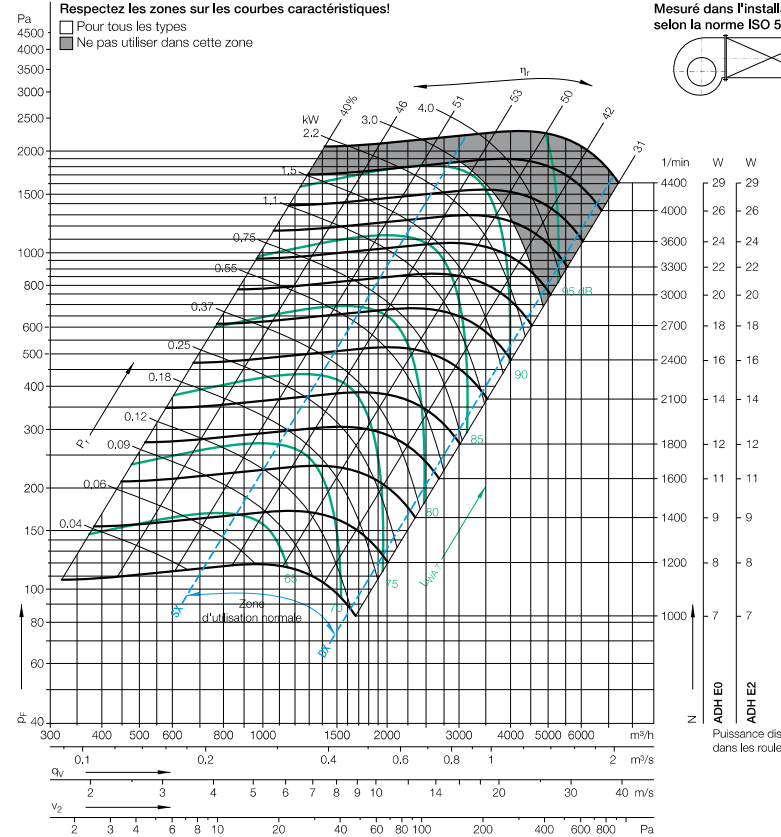 Respectez les zones sur les courbes caractéristiques!
Pour tous les types
Ne pas utiliser dans cette zone
Mesuré dans l'install
selon la norme ISO 5
Pa
4500
4000
3500
3000
2500
2000
1500
1000
800
700
600
500
400
300
200
150
100
80
60
40
pF
ηr
40% 46 51 53 50 42 31
kW
4.0
3.0
2.2
1.5
1.1
0.75
0.55
0.37
0.25
0.18
0.12
0.09
0.06
0.04
Pr
95 dB
90
85
80
75
70
65
LWA 7
SX
BX
Zone
d'utilisation normale
1/min W W
4400 29 29
4000 26 26
3600 24 24
3300 22 22
3000 20 20
2700 18 18
2400 16 16
2100 14 14
1800 12 12
1600 11 11
1400 9 9
1200 8 8
1000 7 7
N
ADH E0
ADH E2
Puissance dis
dans les roule
300 400 500 600 800 1000 1500 2000 3000 4000 5000 6000 m³/h
0.1 0.2 0.4 0.6 0.8 1 2 m³/s
qV
2 3 4 5 6 7 8 9 10 14 20 30 40 m/s
v2
2 3 4 6 8 10 20 40 60 80 100 200 400 600 800 Pa